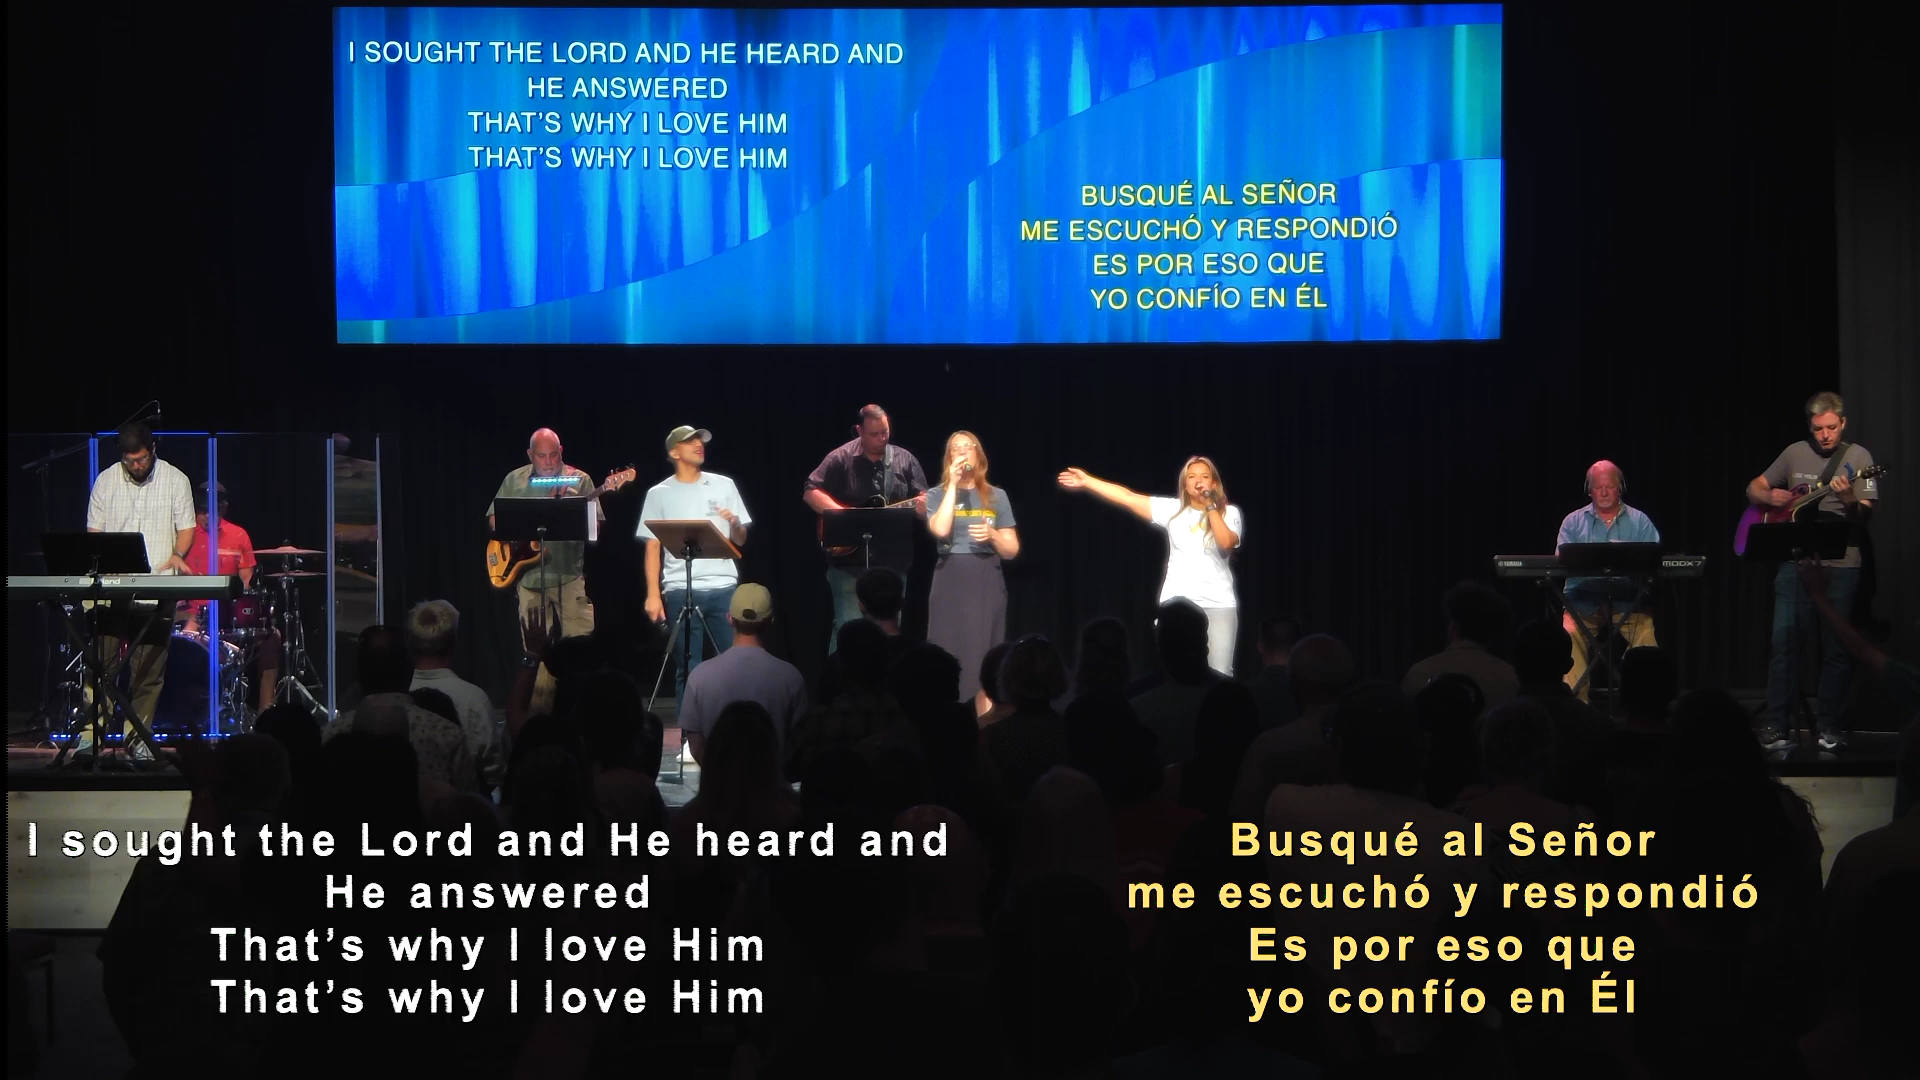 I SOUGHT THE LORD AND HE HEARD AND
HE ANSWERED
THAT'S WHY I LOVE HIM
THAT'S WHY I LOVE HIM
BUSQUÉ AL SEÑOR
ME ESCUCHÓ Y RESPONDIÓ
ES POR ESO QUE
YO CONFÍO EN ÉL
Roland
YAMAHA
MODX7
I sought the Lord and He heard and
He answered
That's why I love Him
That's why I love Him
Busqué al Señor
me escuchó y respondió
Es por eso que
yo confío en Él